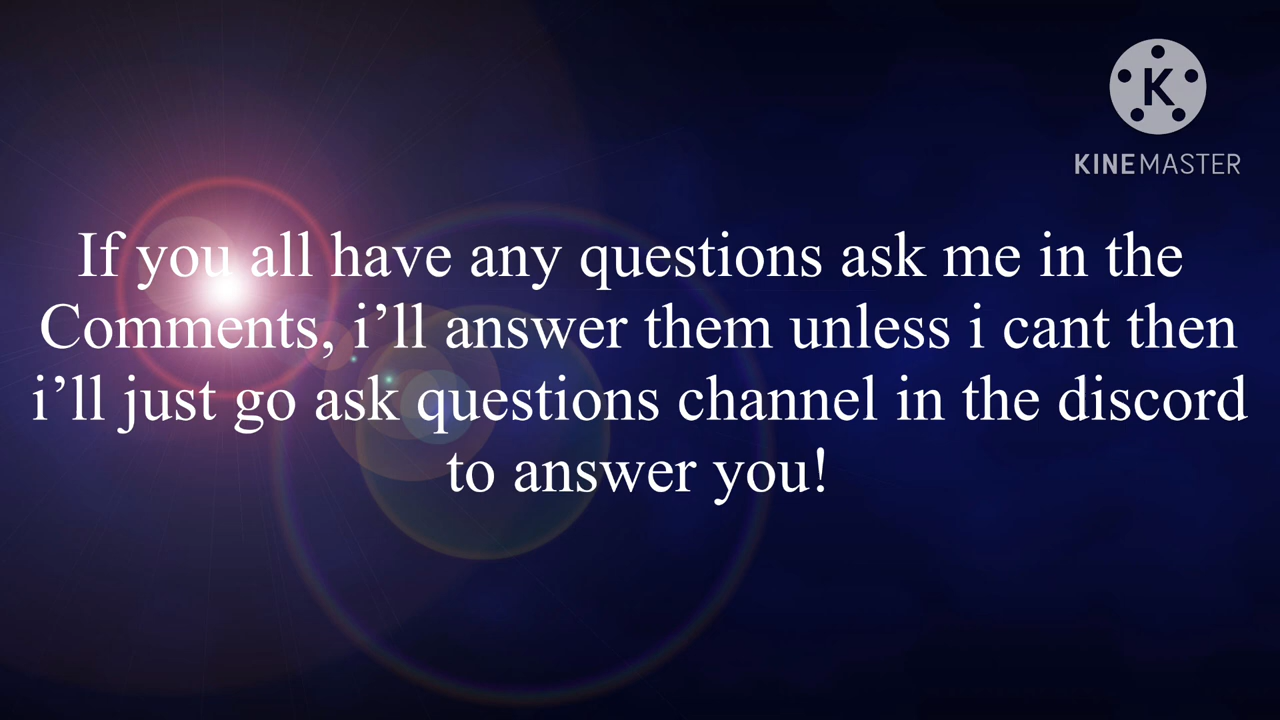 K
KINEMASTER
If you all have any questions ask me in the
Comments, i’ll answer them unless i cant then
i’ll just go ask questions channel in the discord
to answer you!